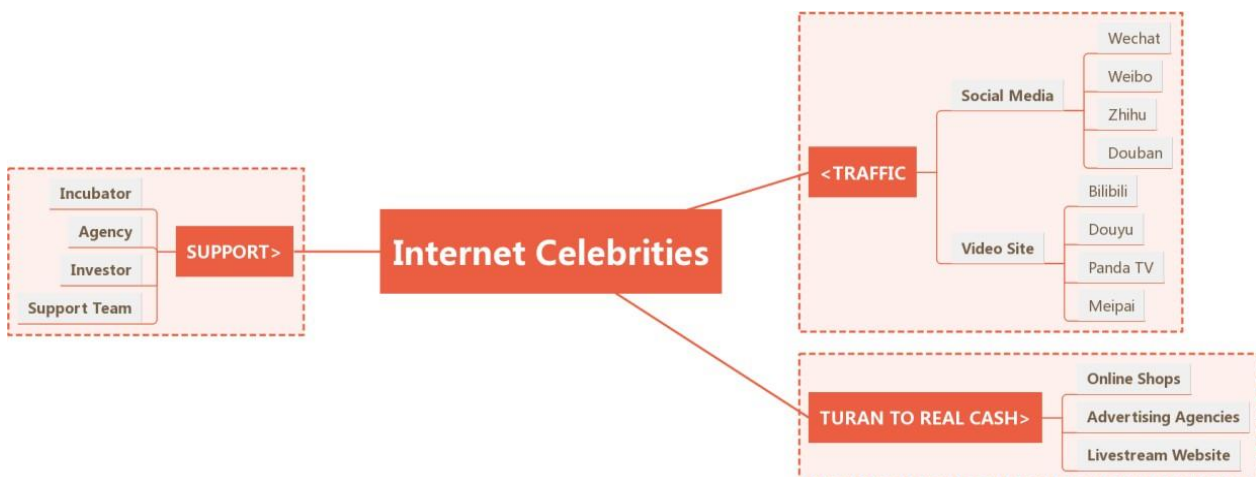 Internet Celebrities
SUPPORT>
Incubator
Agency
Investor
Support Team
<TRAFFIC
Social Media
Wechat
Weibo
Zhihu
Douban
Video Site
Bilibili
Douyu
Panda TV
Meipai
TURAN TO REAL CASH>
Online Shops
Advertising Agencies
Livestream Website